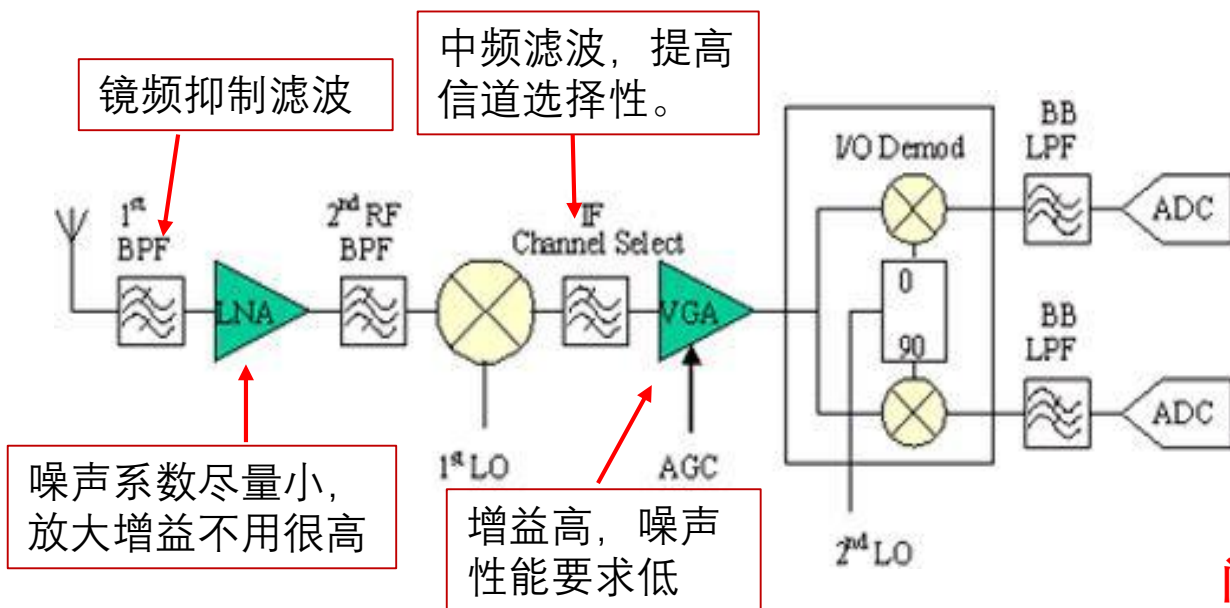 镜频抑制滤波
中频滤波，提高
信道选择性。
1st
BPF
LNA
2nd RF
BPF
IF
Channel Select
VGA
I/O Demod
0
90
BB
LPF
ADC
BB
LPF
ADC
1st LO
AGC
2nd LO
噪声系数尽量小，
放大增益不用很高
增益高，噪声
性能要求低